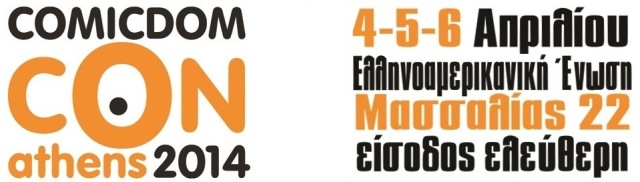 COMICDOM
CON
athens 2014
4-5-6 Απριλίου
Ελληνοαμερικανική Ένωση
Μασσαλίας 22
είσοδος ελεύθερη